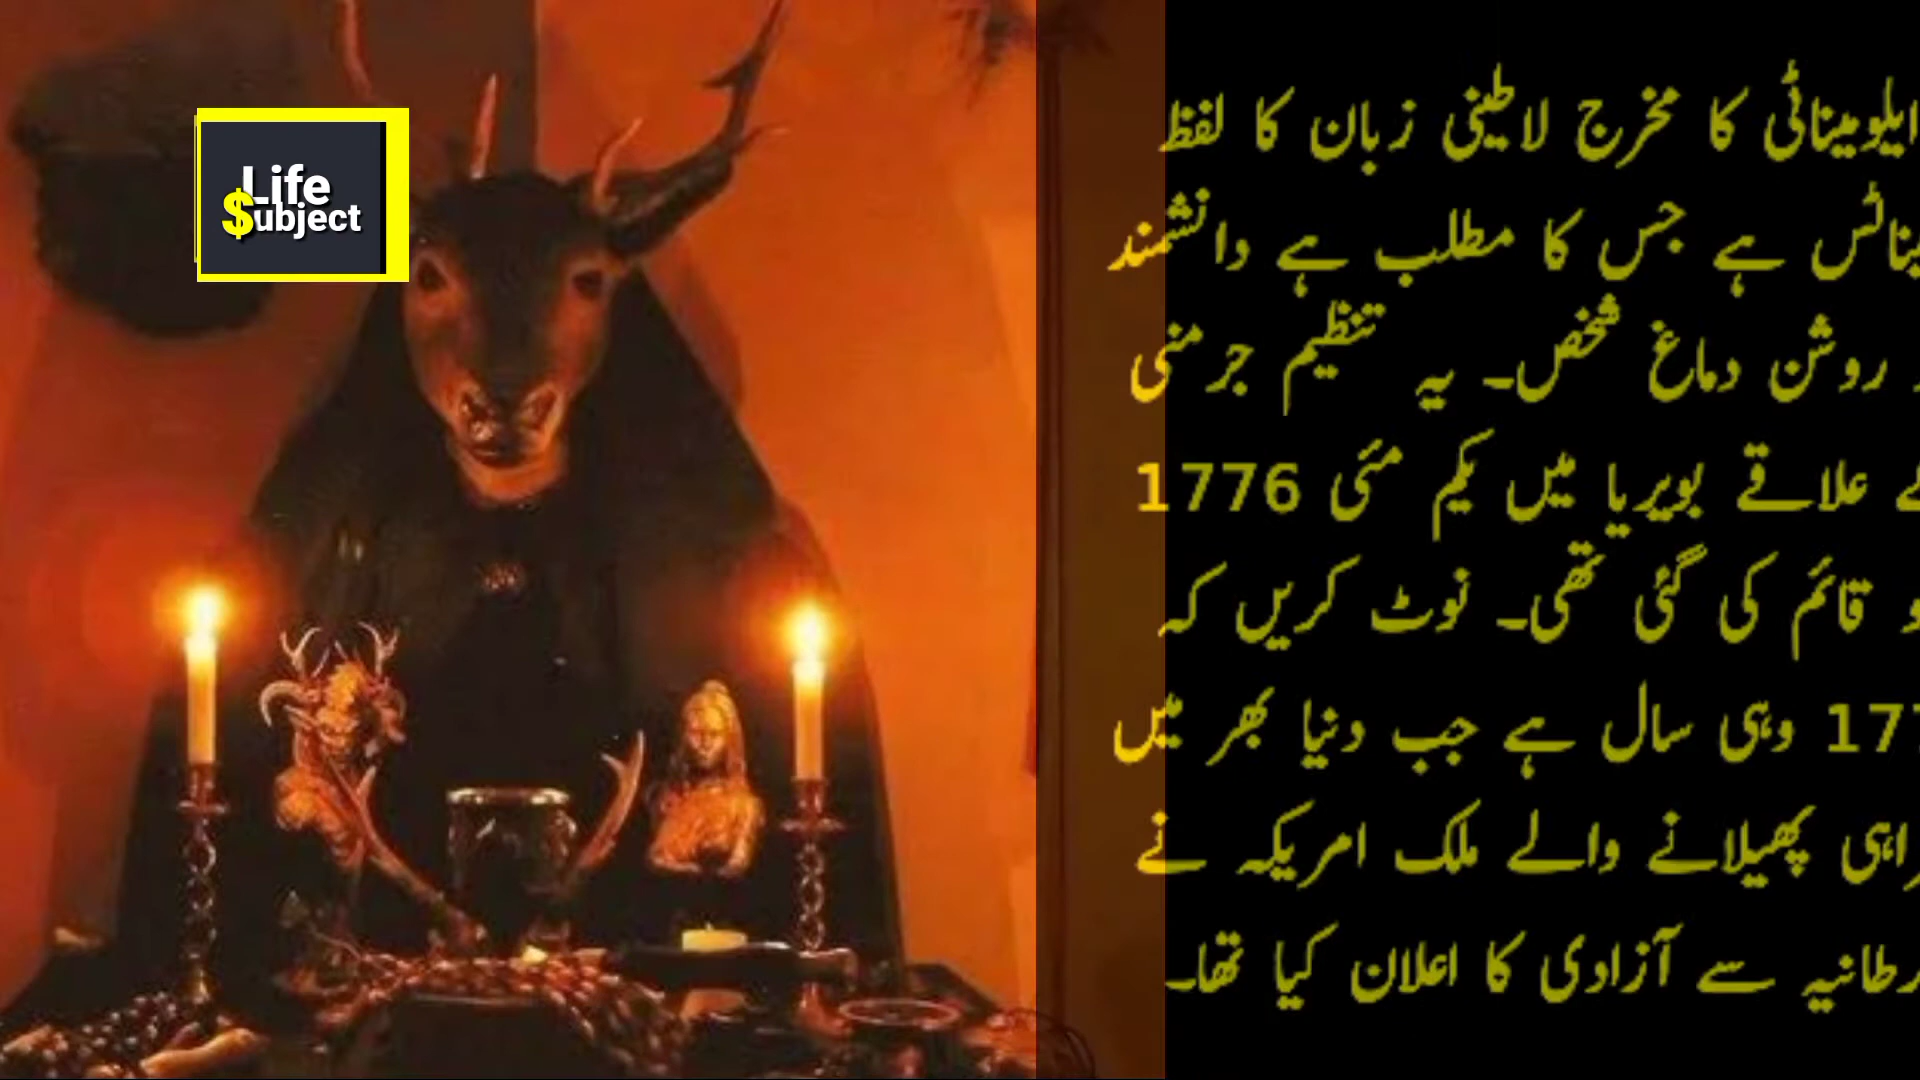 Life
$ubject
ایلومیناٹی کا مخرج لاطینی زبان کا لفظ
ہے جس کا مطلب ہے دانشمند
روشن دماغ شخص۔ یہ تنظیم جرمنی
علاقے بویریا میں یکم مئی 1776
قائم کی گئی تھی۔ نوٹ کریں کہ
وہی سال ہے جب دنیا بھر میں
پھیلانے والے ملک امریکہ نے
سے آزادی کا اعلان کیا تھا۔